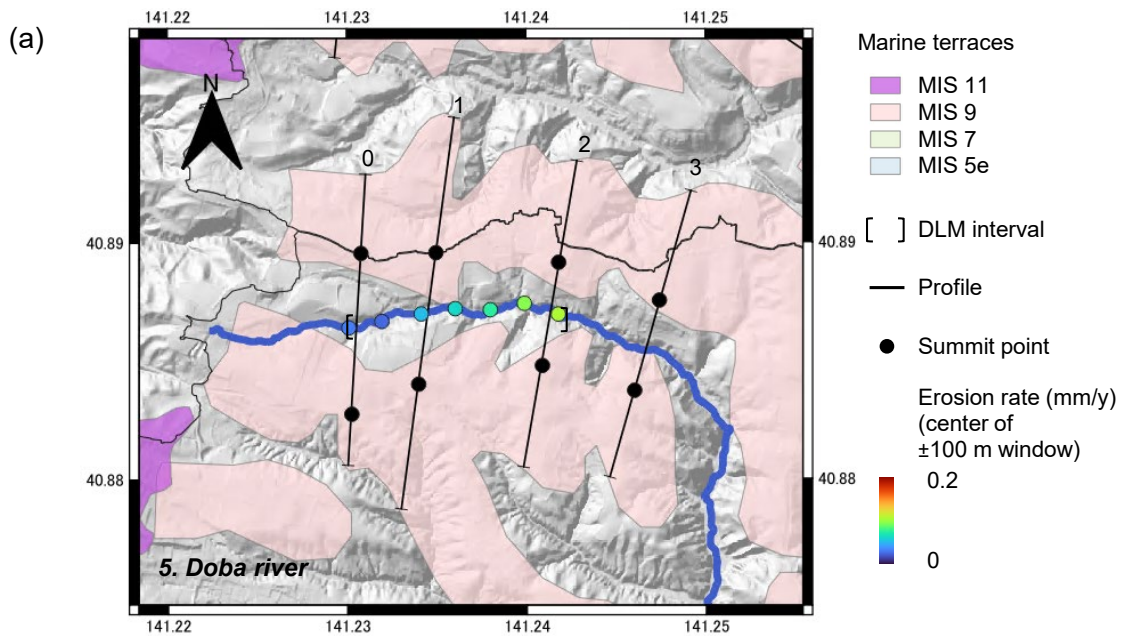 (a)
141.22 141.23 141.24 141.25
N
0
1
2
3
40.89 40.89
40.88 40.88
5. Doba river
141.22 141.23 141.24 141.25
Marine terraces
MIS 11
MIS 9
MIS 7
MIS 5e
[ ] DLM interval
Profile
Summit point
Erosion rate (mm/y)
(center of
±100 m window)
0.2
0